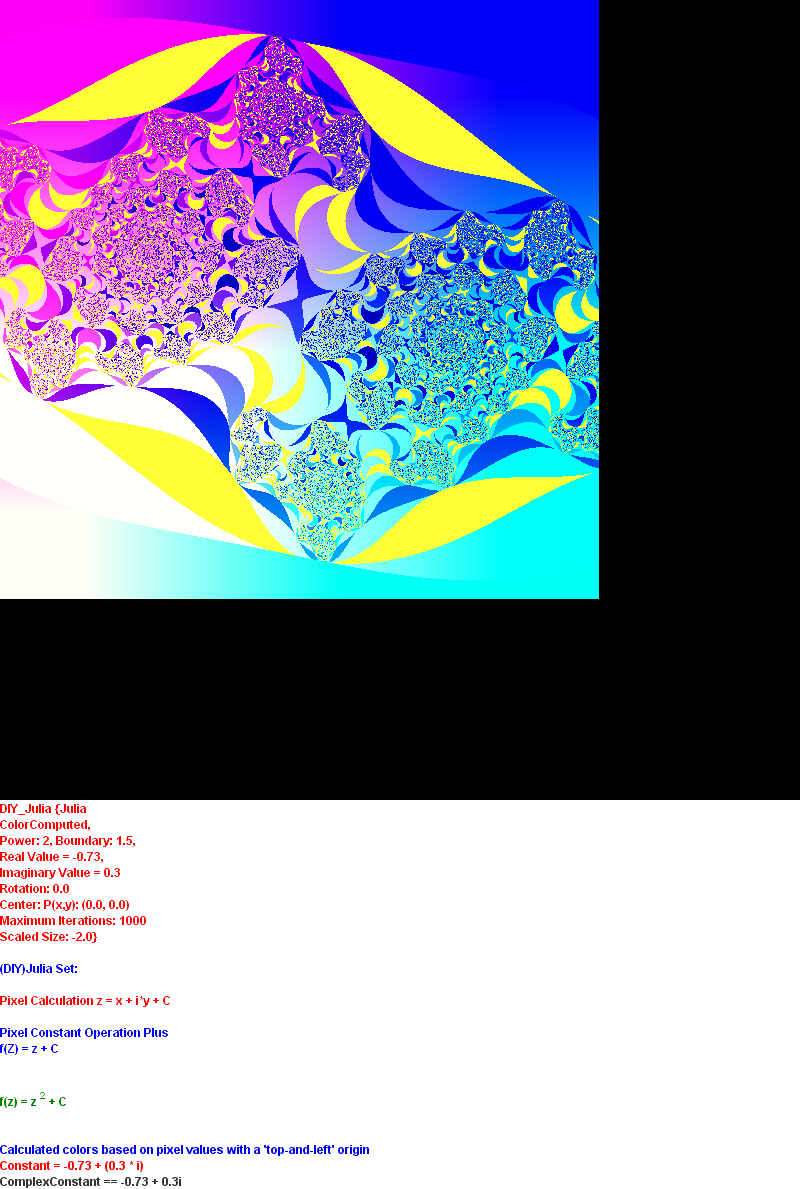 DIY_Julia {Julia
ColorComputed,
Power: 2, Boundary: 1.5,
Real Value = -0.73,
Imaginary Value = 0.3
Rotation: 0.0
Center: P(x,y): (0.0, 0.0)
Maximum Iterations: 1000
Scaled Size: -2.0}
(DIY)Julia Set:
Pixel Calculation z = x + i*y + C
Pixel Constant Operation Plus
f(Z) = z + C
f(z) = z 2 + C
Calculated colors based on pixel values with a 'top-and-left' origin
Constant = -0.73 + (0.3 * i)
ComplexConstant == -0.73 + 0.3i